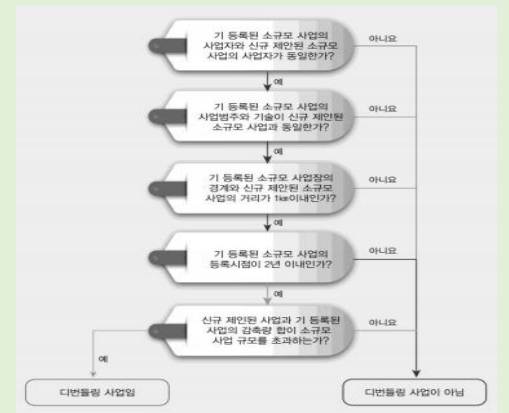 기 등록된 소규모 사업의
사업자와 신규 제안된 소규모
사업의 사업자가 동일한가?
아니요
예
기 등록된 소규모 사업의
사업범주와 기술이 신규 제안된
소규모 사업과 동일한가?
아니요
예
기 등록된 소규모 사업장의
경계와 신규 제안된 소규모
사업의 거리가 1㎞이내인가?
아니요
예
기 등록된 소규모 사업의
등록시점이 2년 이내인가?
아니요
예
신규 제안된 사업과 기 등록된
사업의 감축량 합이 소규모
사업 규모를 초과하는가?
아니요
예
디번들링 사업임
디번들링 사업이 아님